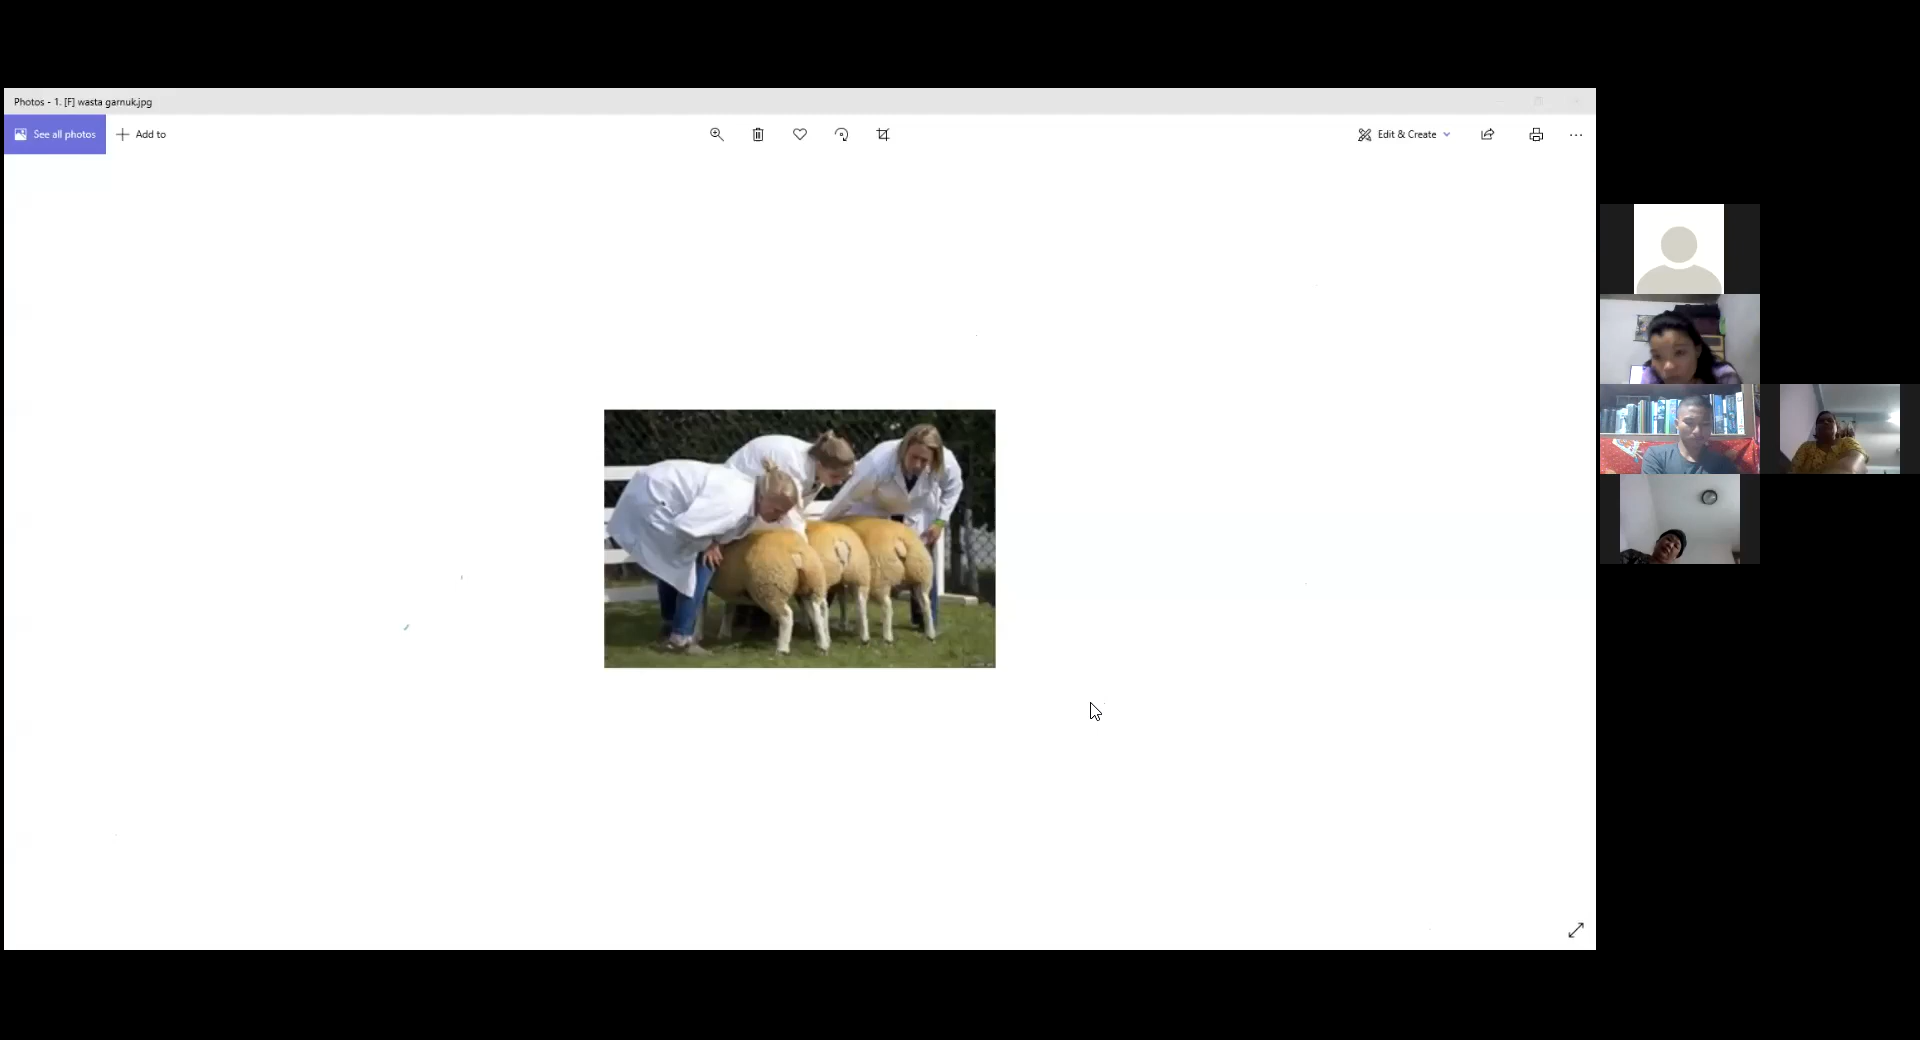 Photos - 1. [F] wasta garnuk.jpg
See all photos
Add to
Edit & Create